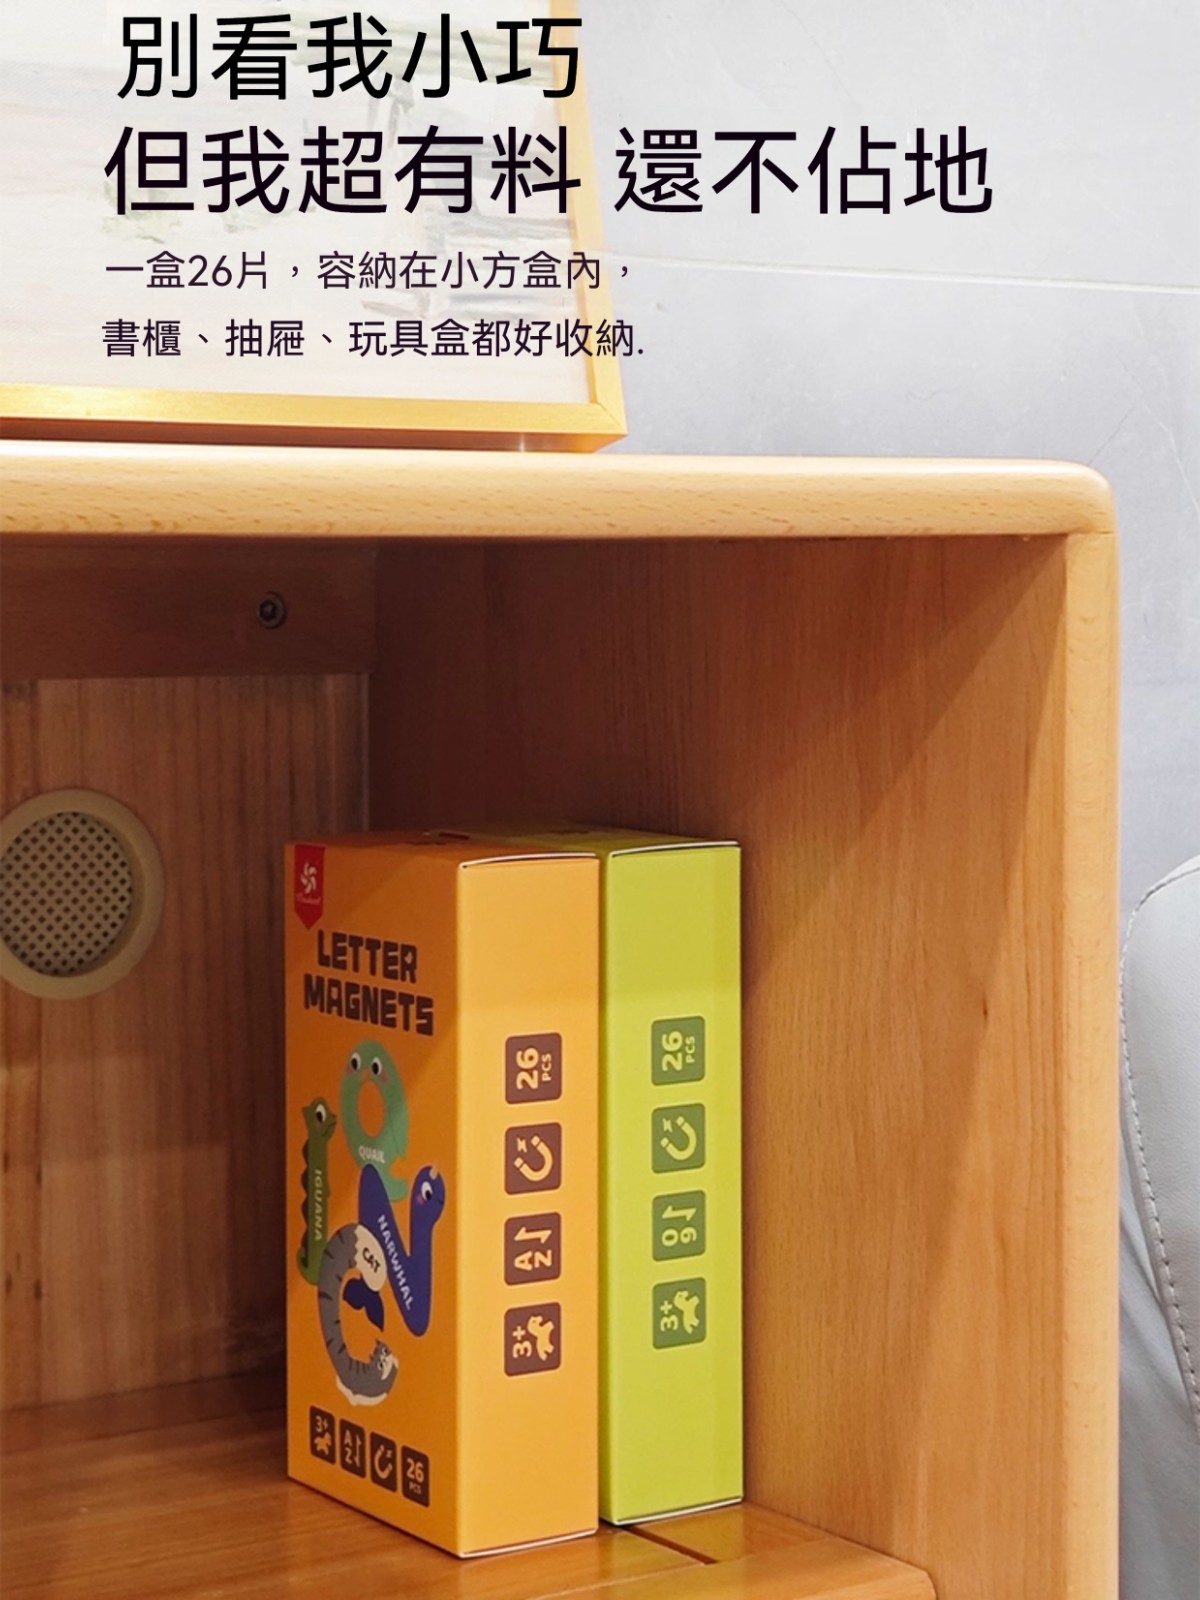 別看我小巧
但我超有料 還不佔地
一盒26片，容納在小方盒內，
書櫃、抽屜、玩具盒都好收納.
LETTER
MAGNETS
QUAIL
IGUANA
NARWHAL
CAT
3+
A
Z
26
PCS
26
PCS
A
Z
3+
26
PCS
0
9
3+